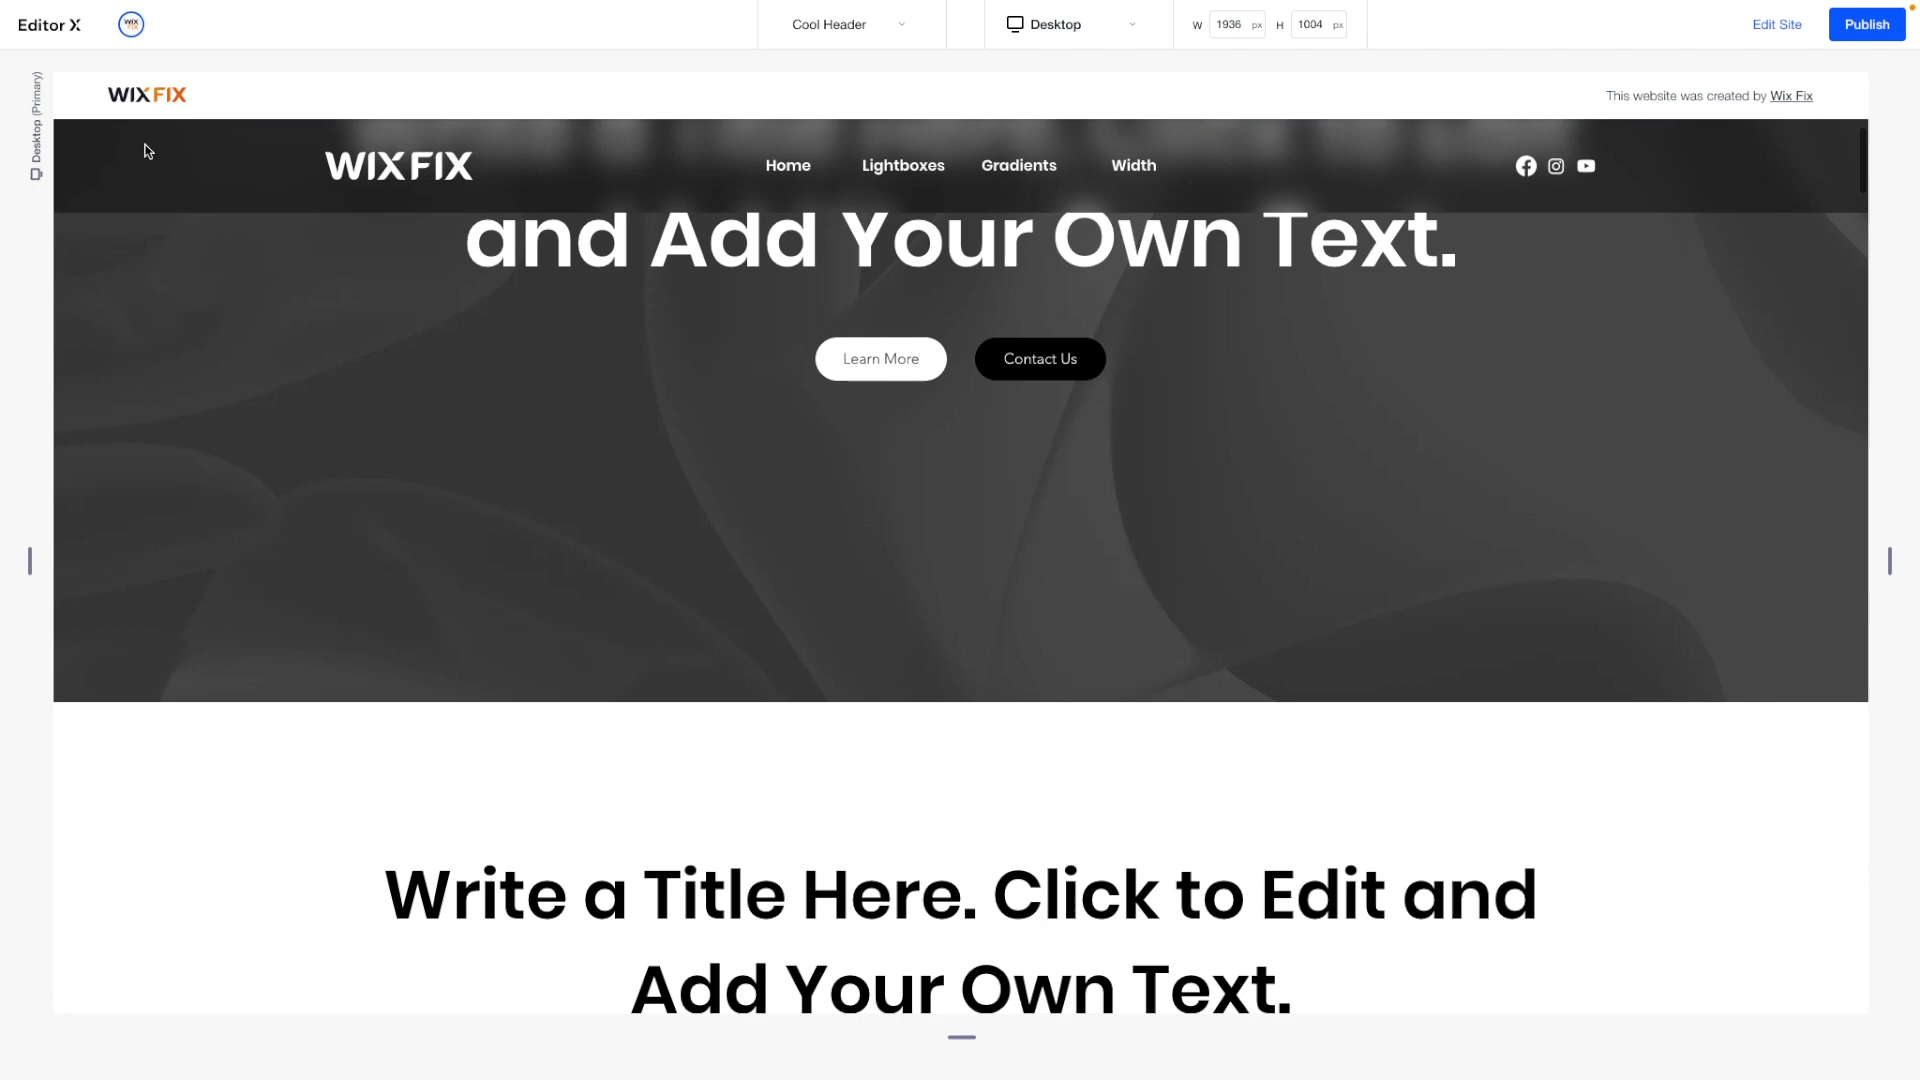 Editor X
WIX FIX
Cool Header
Desktop
W 1936 px H 1004 px
Edit Site
Publish
Desktop (Primary)
WIXFIX
This website was created by Wix Fix
WIXFIX
Home
Lightboxes
Gradients
Width
and Add Your Own Text.
Learn More
Contact Us
Write a Title Here. Click to Edit and
Add Your Own Text.